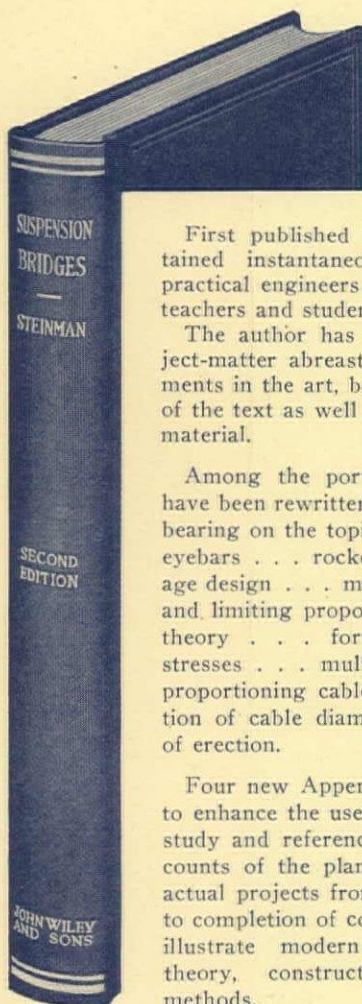 SUSPENSION
BRIDGES
STEINMAN
SECOND
EDITION
JOHN WILEY
AND SONS
First published
tained instantaneo
practical engineers
teachers and studen
The author has
ject-matter abreast
ments in the art, b
of the text as well
material.
Among the por
have been rewritten
bearing on the topi
eyebars . . . rocke
age design . . . m
and limiting propo
theory . . . for
stresses . . . mul
proportioning cable
tion of cable diam
of erection.
Four new Appen
to enhance the use
study and referenc
counts of the plan
actual projects fro
to completion of co
illustrate modern
theory, construct
methods.